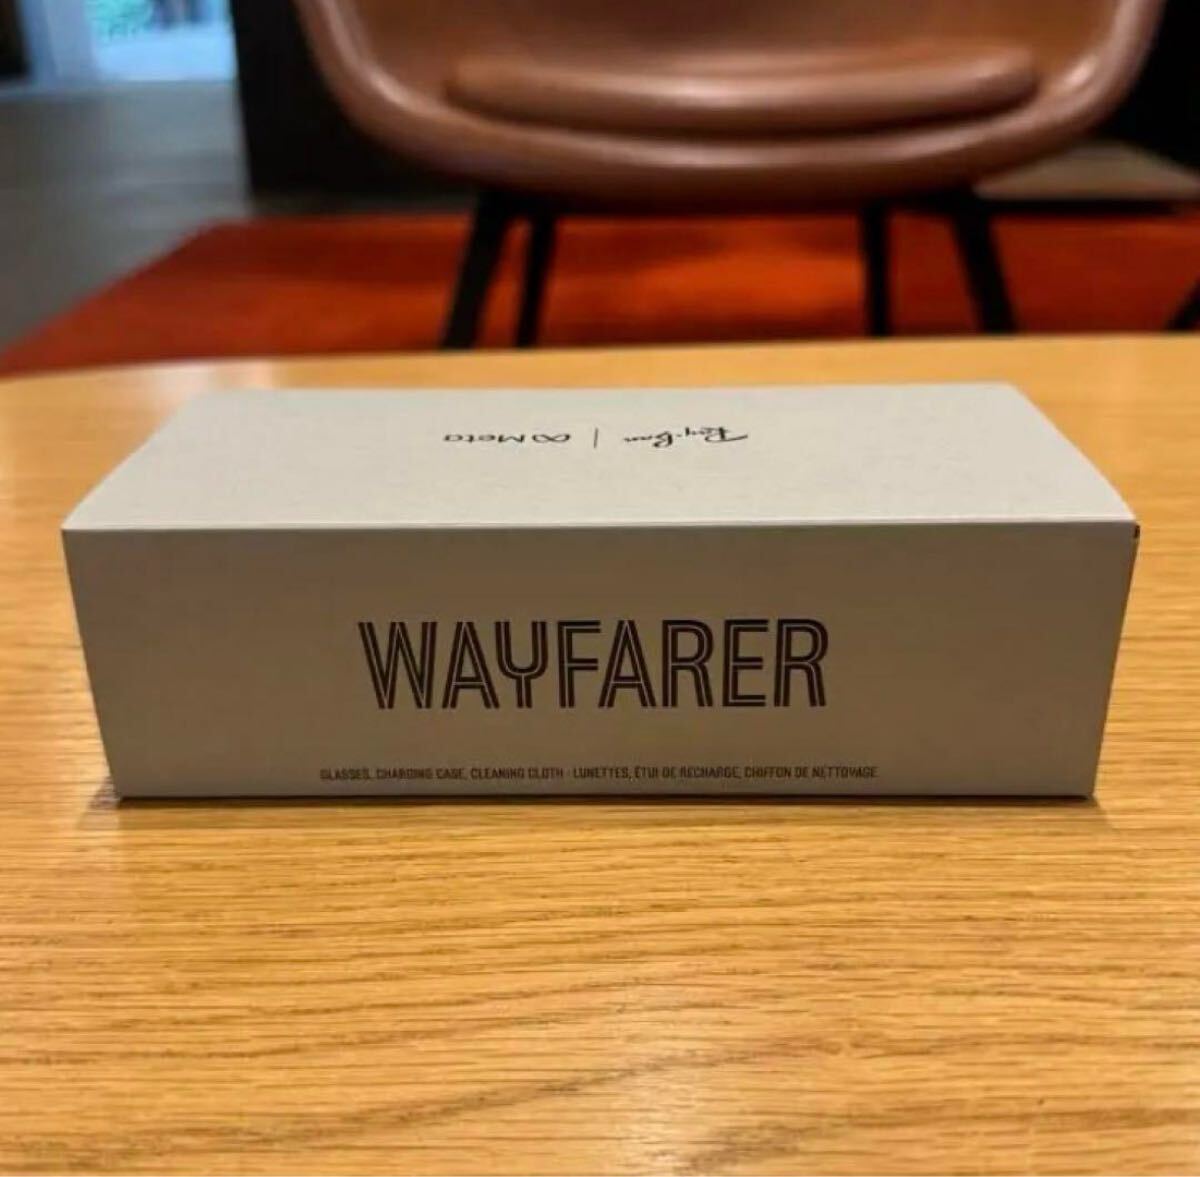 Ray-Ban | Meta
WAYFARER
GLASSES, CHARGING CASE, CLEANING CLOTH - LUNETTES, ÉTUI DE RECHARGE, CHIFFON DE NETTOYAGE